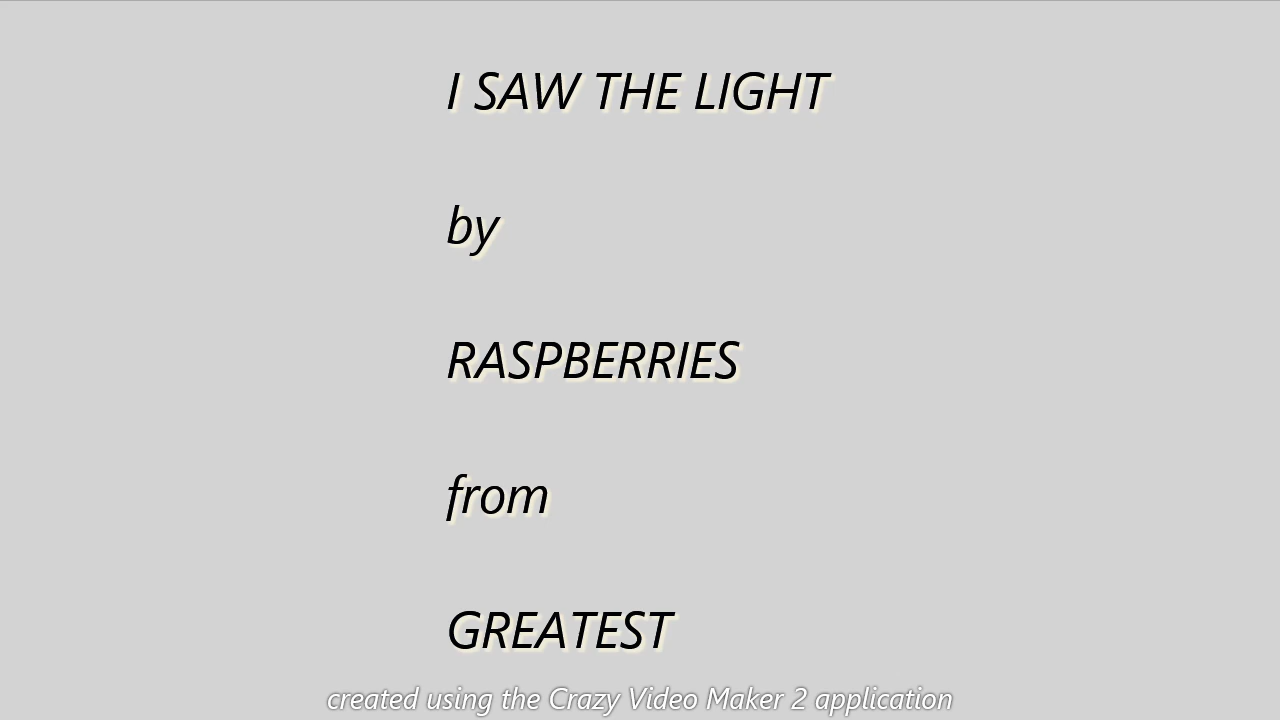 I SAW THE LIGHT
by
RASPBERRIES
from
GREATEST
created using the Crazy Video Maker 2 application